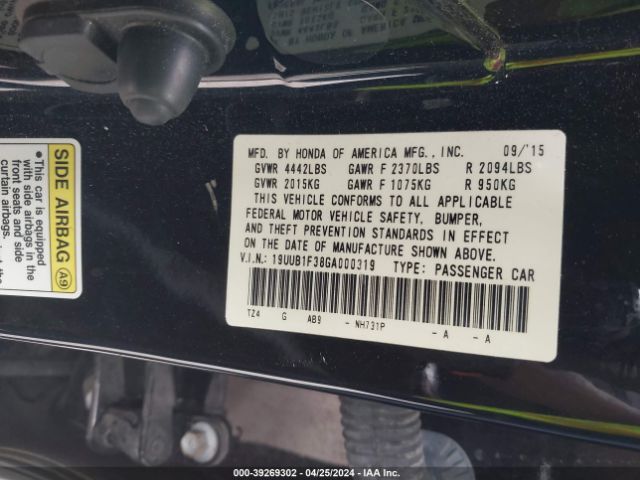 MFD. BY HONDA OF AMERICA MFG., INC. 09/'15
GVWR 4442LBS GAWR F 2370LBS R 2094LBS
GVWR 2015KG GAWR F 1075KG R 950KG
THIS VEHICLE CONFORMS TO ALL APPLICABLE
FEDERAL MOTOR VEHICLE SAFETY, BUMPER,
AND THEFT PREVENTION STANDARDS IN EFFECT
ON THE DATE OF MANUFACTURE SHOWN ABOVE.
V.I.N.: 19UUB1F38GA000319 TYPE: PASSENGER CAR
TZ4 G AB9 - NH731P - A - A
SIDE AIRBAG A9
•This car is equipped
with side airbags in the
front seats and side
curtain airbags.
000-39269302 - 04/25/2024 - IAA Inc.